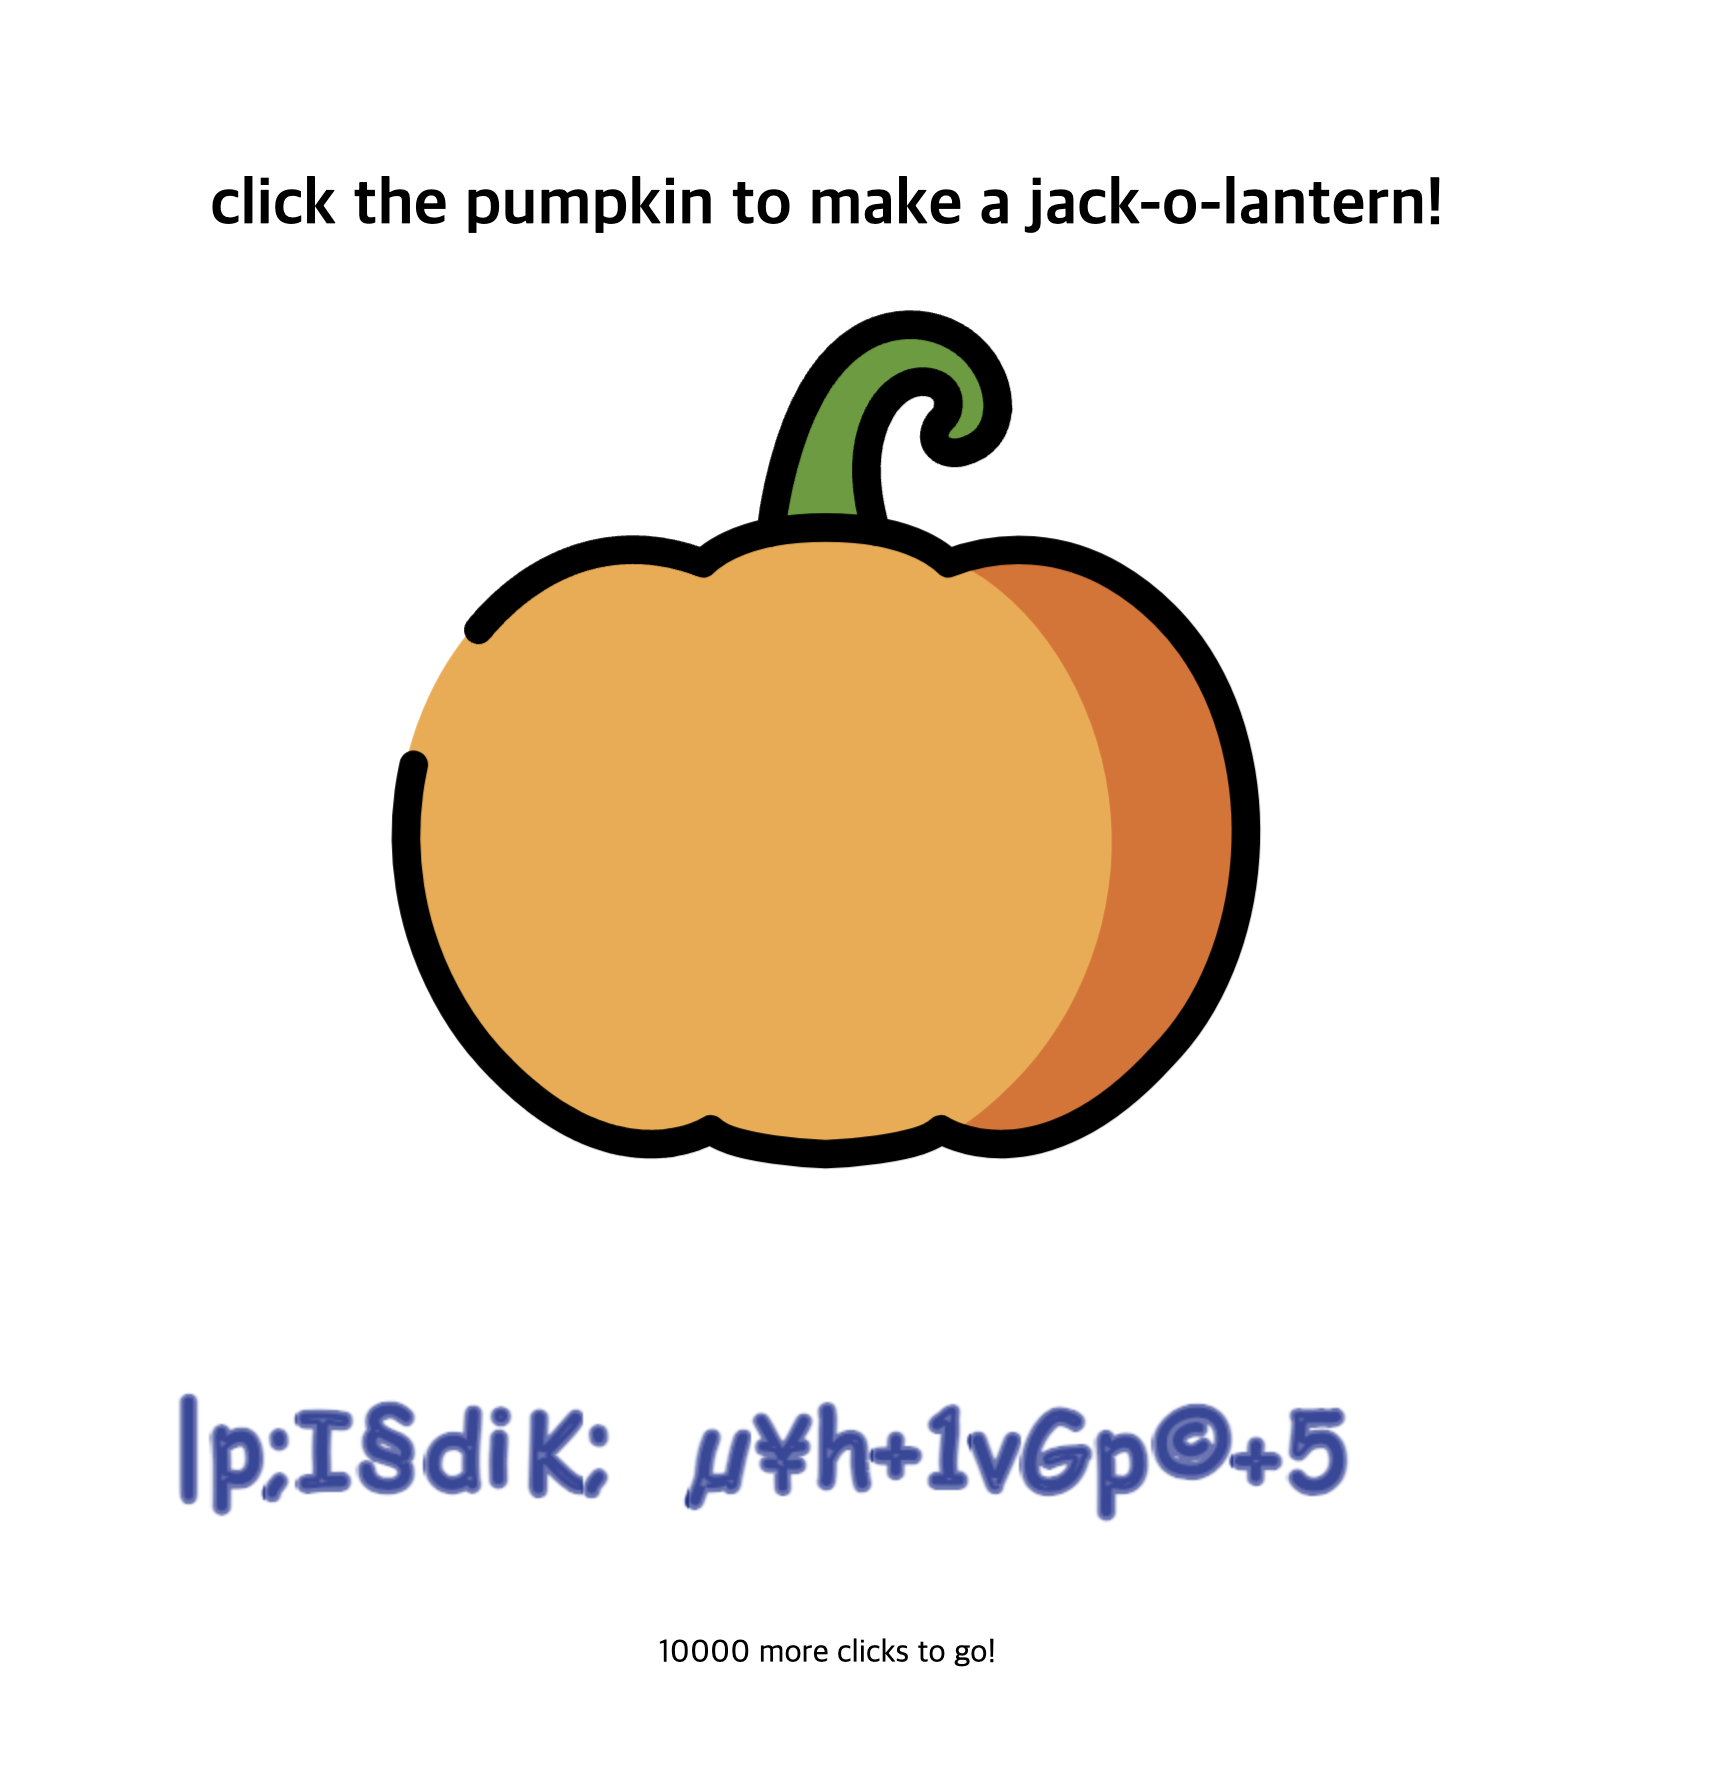 click the pumpkin to make a jack-o-lantern!
|p;I§diK; µ¥h+1vGp©+5
10000 more clicks to go!